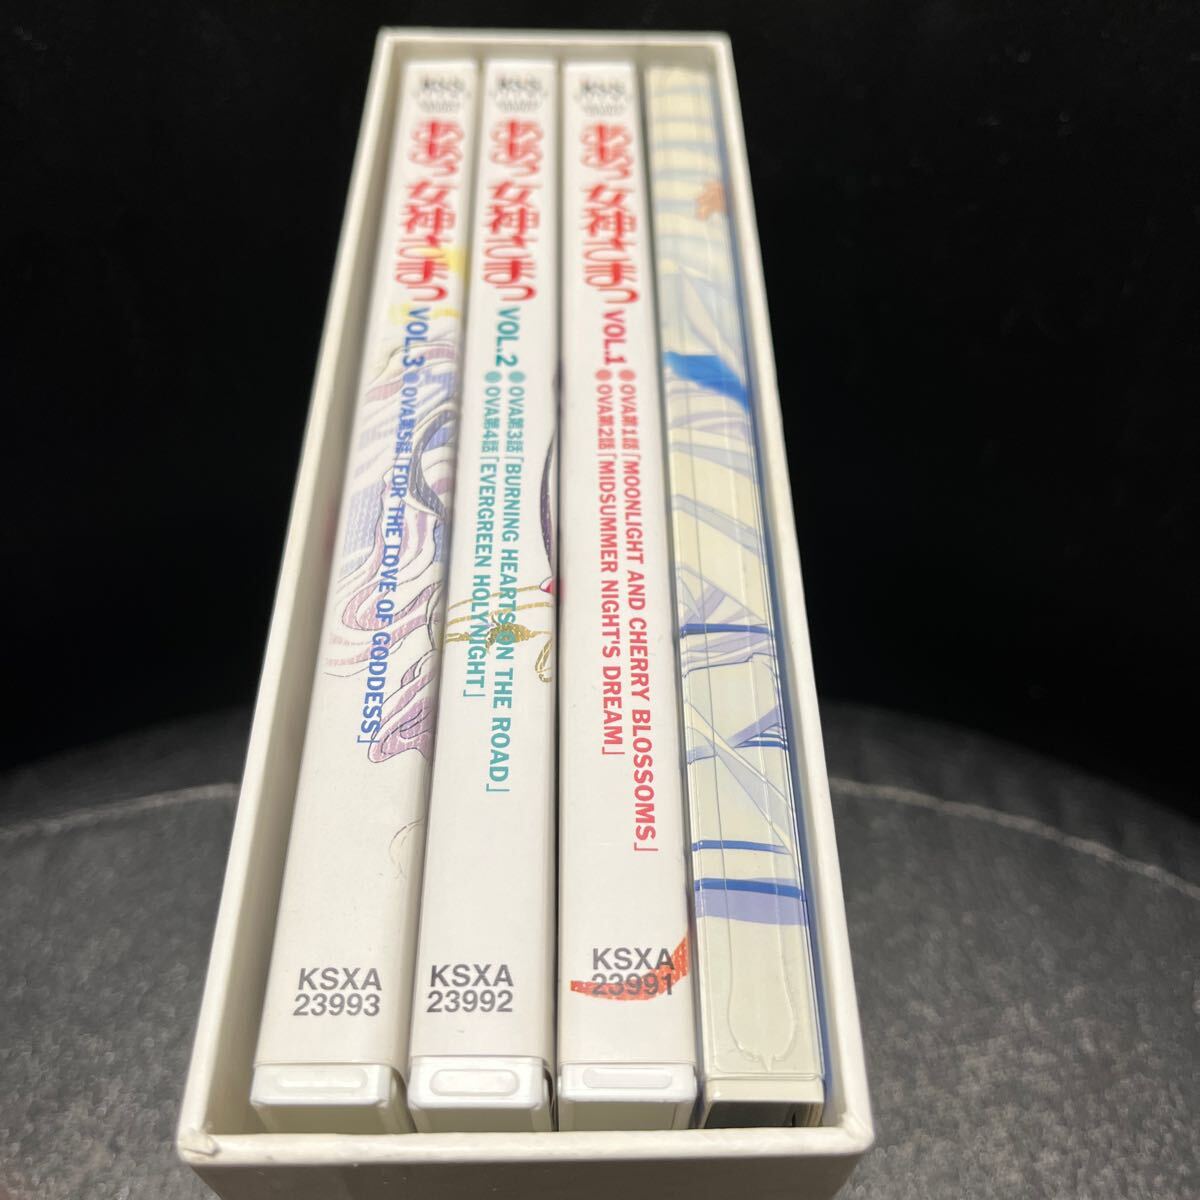 KSS
ああっ女神さまっ
VOL.3
●OVA第5話「FOR THE LOVE OF GODDESS」
KSXA
23993
KSS
ああっ女神さまっ
VOL.2
●OVA第3話「BURNING HEARTS ON THE ROAD」
●OVA第4話「EVERGREEN HOLYNIGHT」
KSXA
23992
KSS
ああっ女神さまっ
VOL.1
●OVA第1話「MOONLIGHT AND CHERRY BLOSSOMS」
●OVA第2話「MIDSUMMER NIGHT'S DREAM」
KSXA
23991